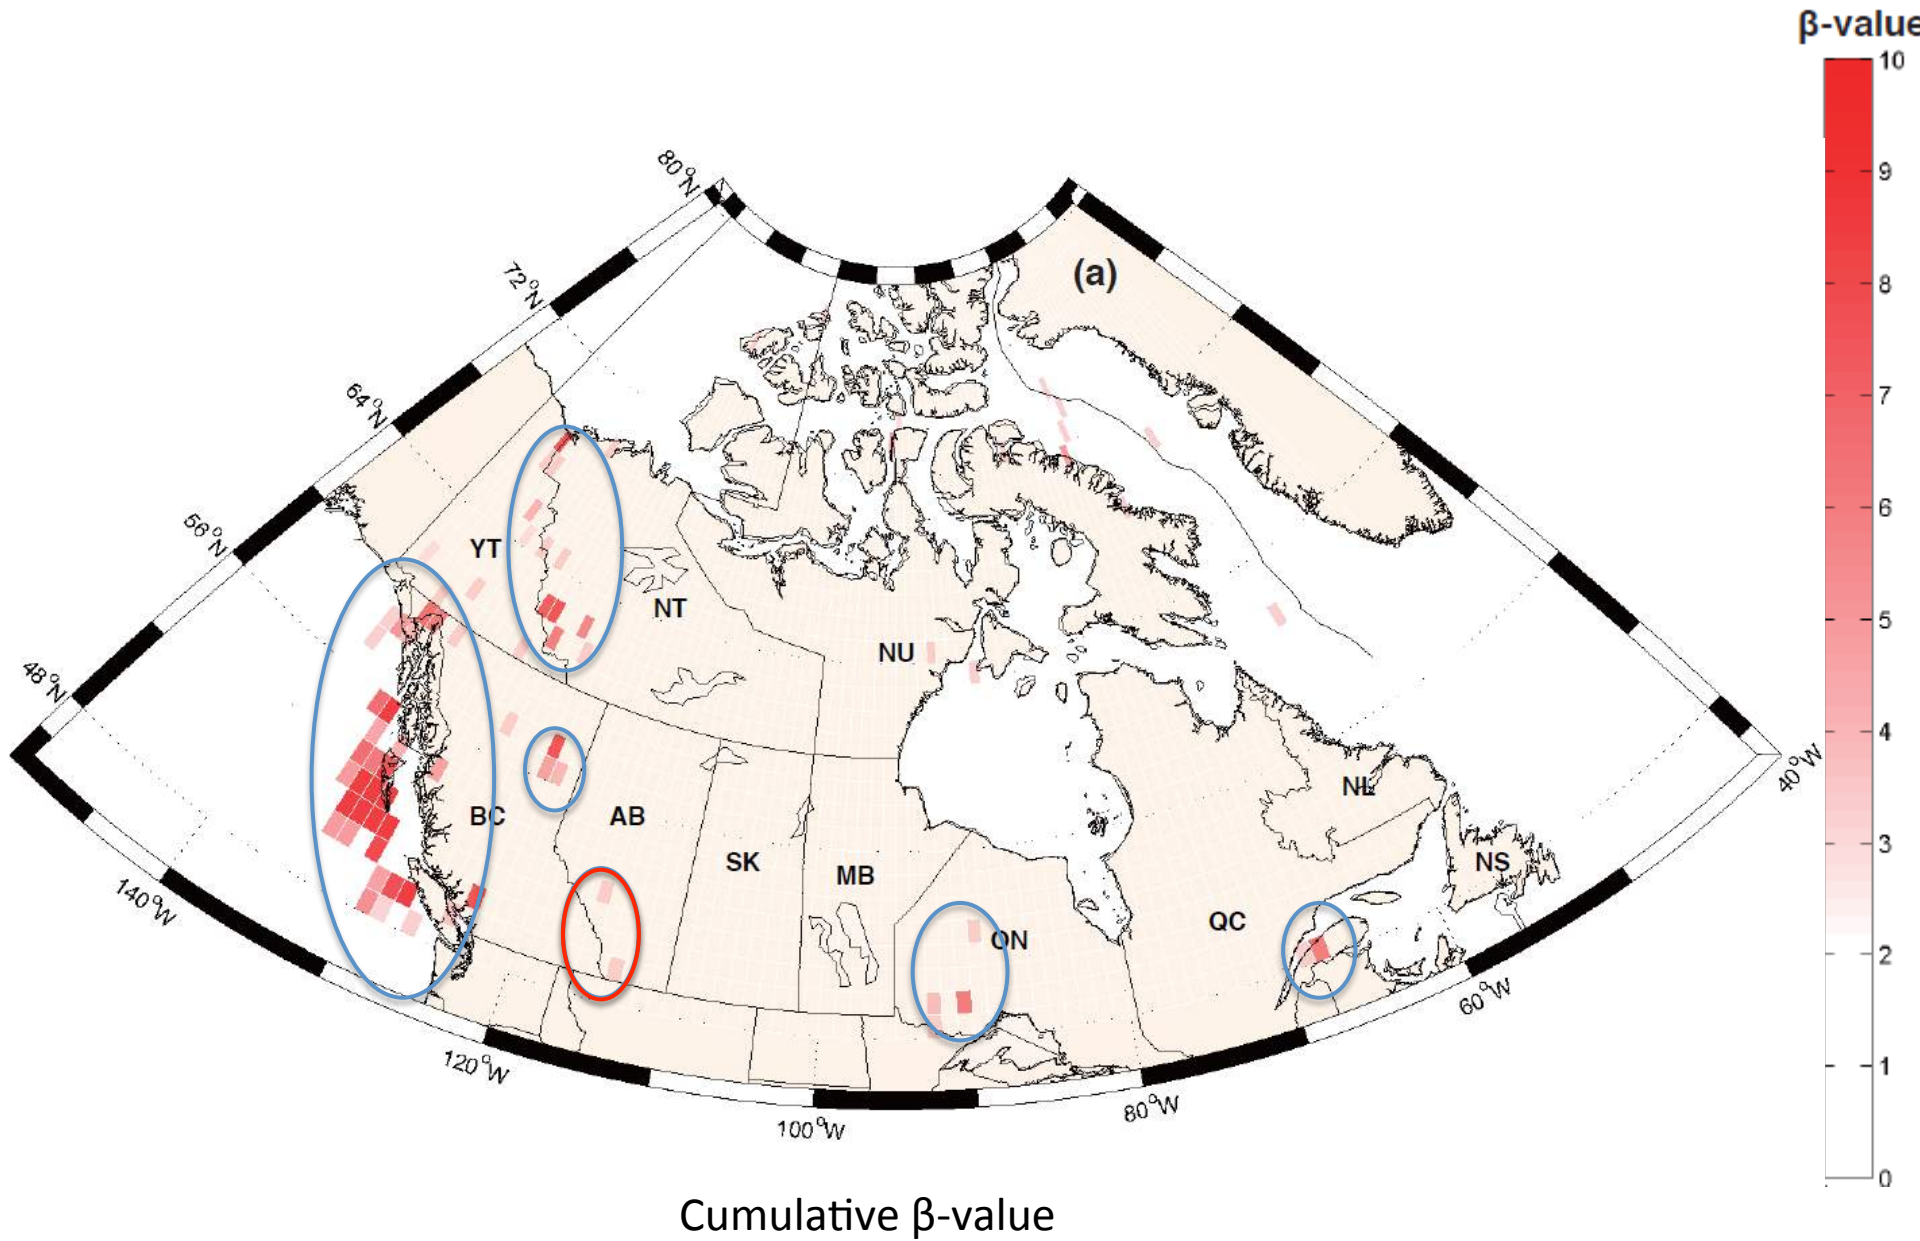 β-value
10
9
8
7
6
5
4
3
2
1
0
80°N
72°N
64°N
56°N
48°N
140°W
120°W
100°W
80°W
60°W
40°W
(a)
YT
NT
NU
BC
AB
SK
MB
ON
QC
NL
NS
Cumulative β-value